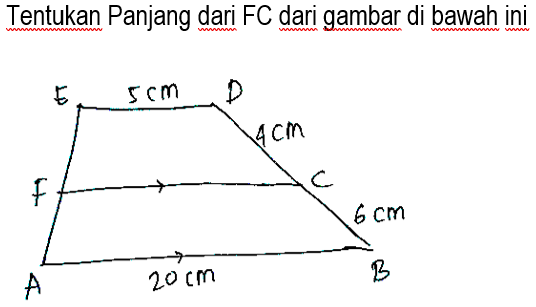 Tentukan Panjang dari FC dari gambar di bawah ini
E 5 cm D
4 cm
F C
6 cm
A 20 cm B